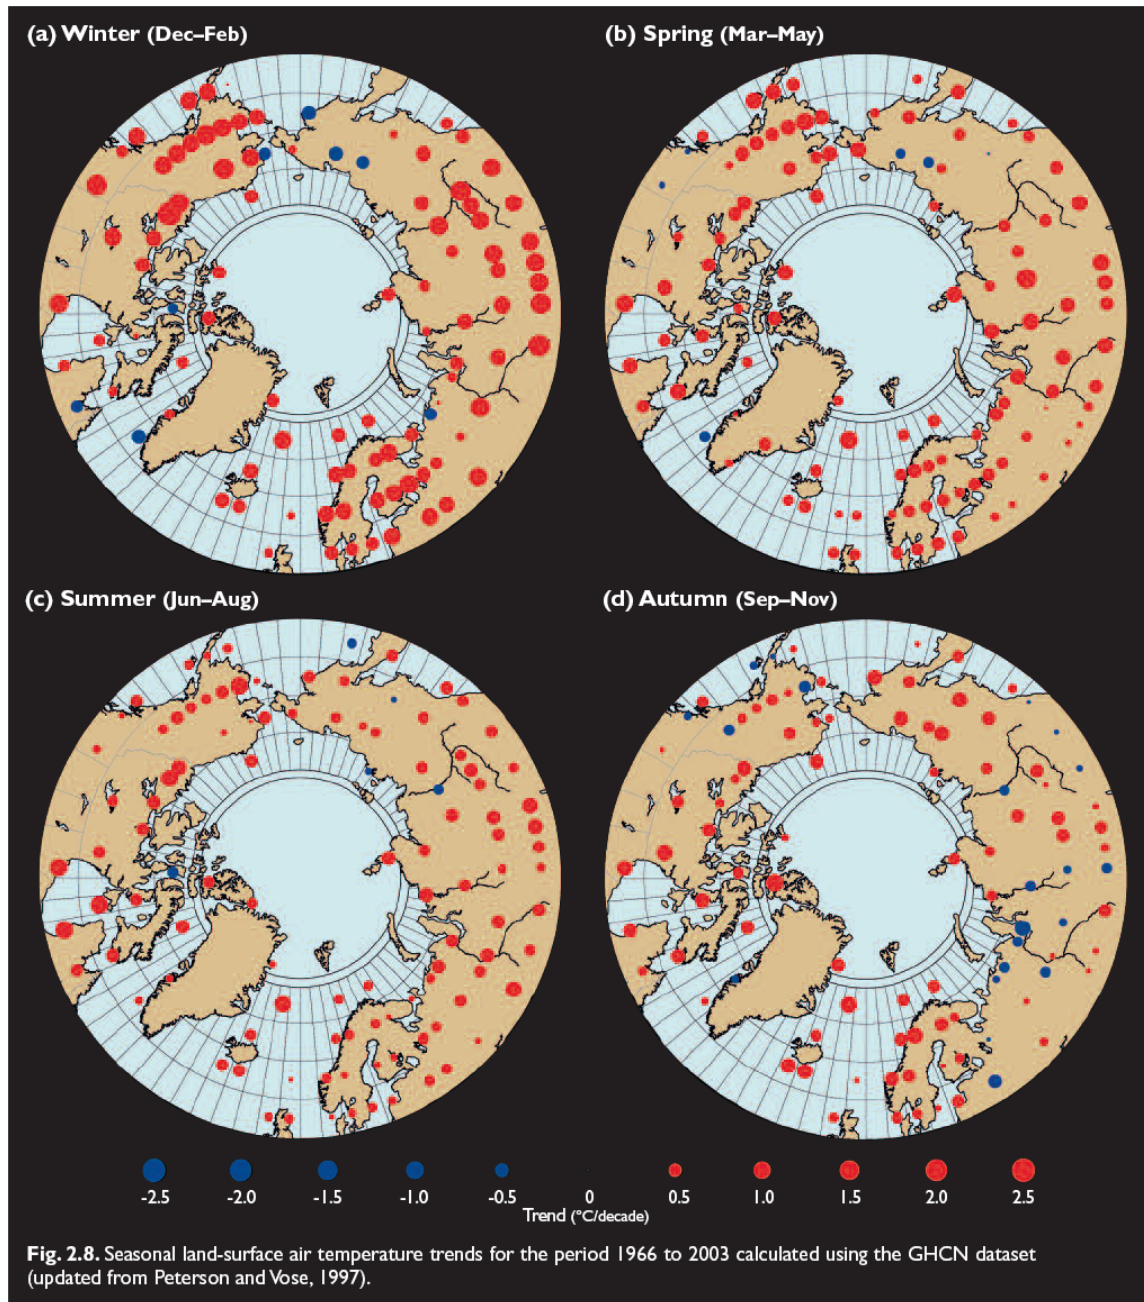 (a) Winter (Dec–Feb)
(b) Spring (Mar–May)
(c) Summer (Jun–Aug)
(d) Autumn (Sep–Nov)
-2.5 -2.0 -1.5 -1.0 -0.5 0 0.5 1.0 1.5 2.0 2.5
Trend (°C/decade)
Fig. 2.8. Seasonal land-surface air temperature trends for the period 1966 to 2003 calculated using the GHCN dataset
(updated from Peterson and Vose, 1997).